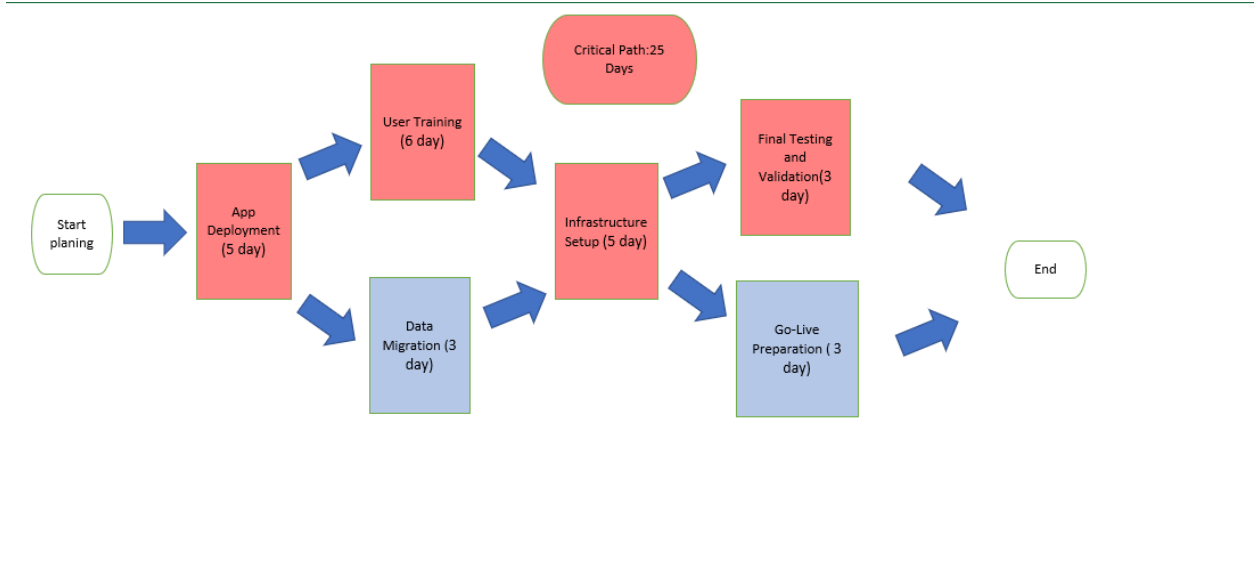 Critical Path:25
Days
User Training
(6 day)
Final Testing
and
Validation(3
day)
App
Deployment
(5 day)
Start
planing
Infrastructure
Setup (5 day)
End
Data
Migration (3
day)
Go-Live
Preparation ( 3
day)